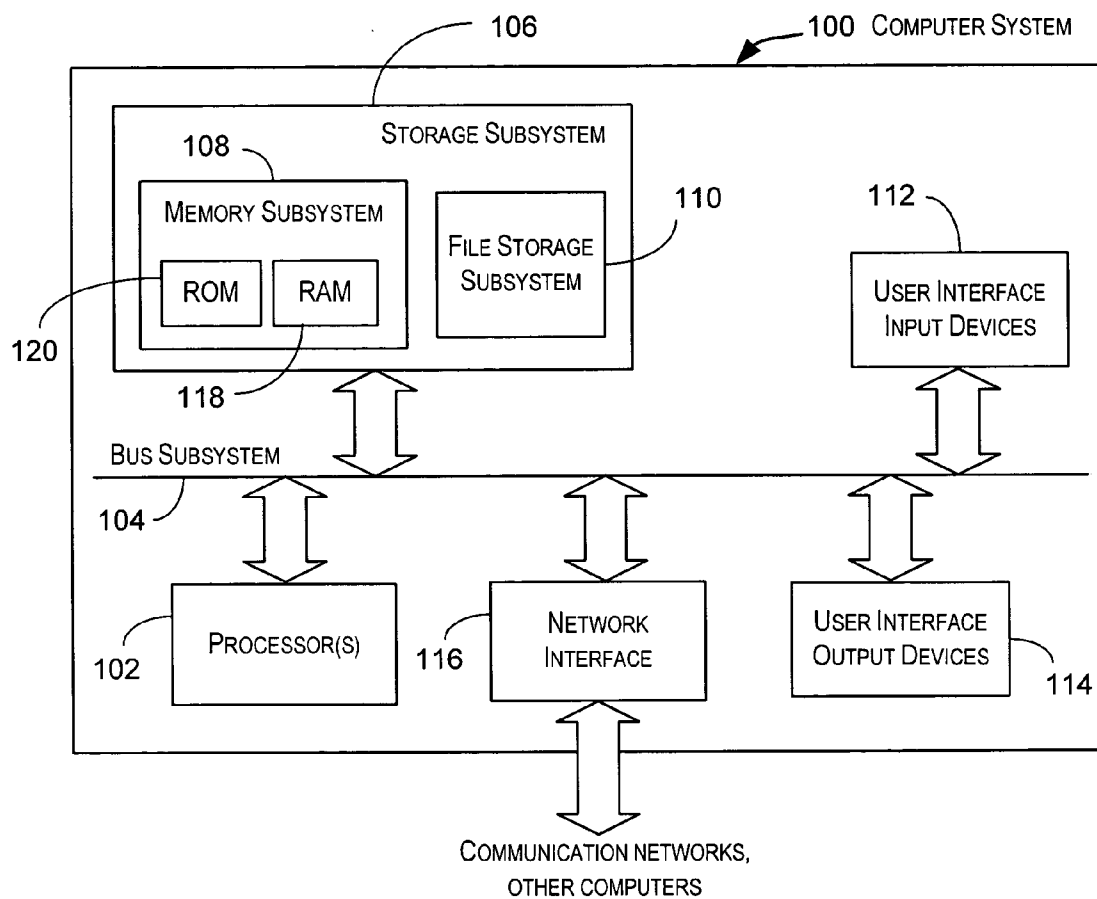 100 COMPUTER SYSTEM
106
STORAGE SUBSYSTEM
108
MEMORY SUBSYSTEM
110
112
FILE STORAGE
SUBSYSTEM
ROM
RAM
USER INTERFACE
INPUT DEVICES
120
118
BUS SUBSYSTEM
104
102
PROCESSOR(S)
116
NETWORK
INTERFACE
USER INTERFACE
OUTPUT DEVICES
114
COMMUNICATION NETWORKS,
OTHER COMPUTERS